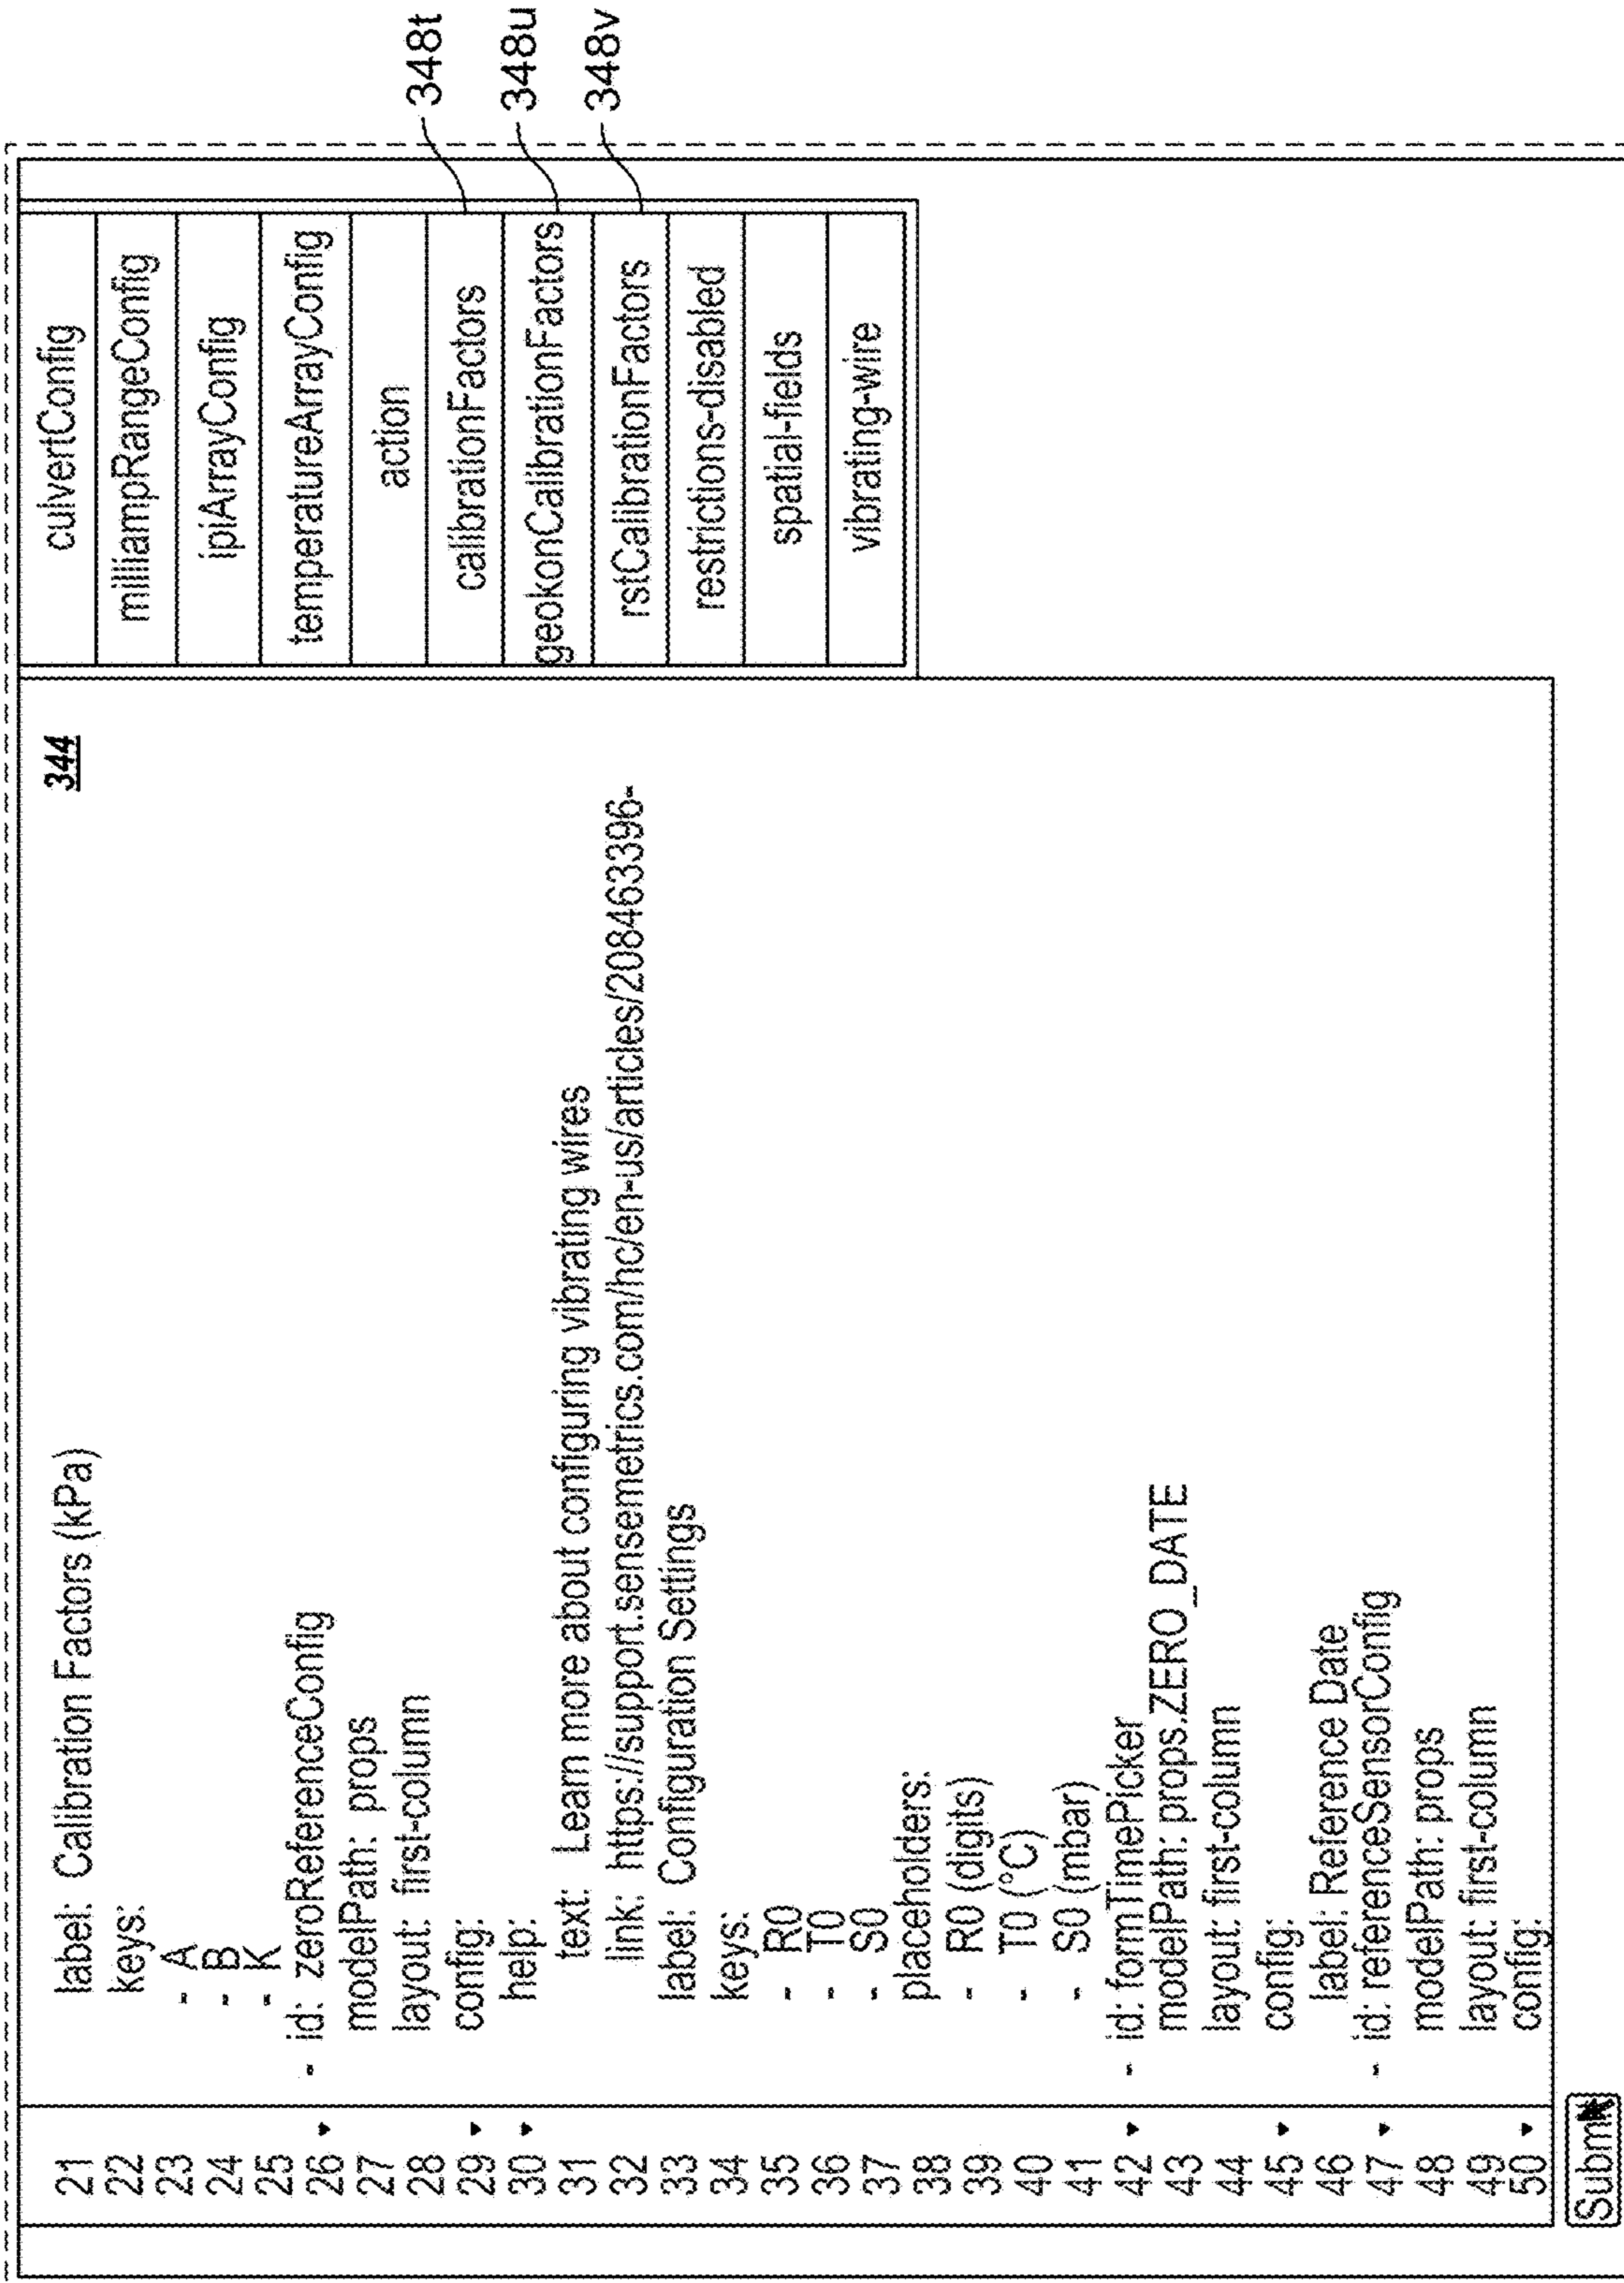 344
21 label: Calibration Factors (kPa)
22 keys:
23 - A
24 - B
25 - K
26 - id: zeroReferenceConfig
27 modelPath: props
28 layout: first-column
29 config:
30 help:
31 text: Learn more about configuring vibrating wires
32 link: https://support.sensemetrics.com/hc/en-us/articles/208463396-
33 label: Configuration Settings
34 keys:
35 - R0
36 - T0
37 - S0
38 placeholders:
39 - R0 (digits)
40 - T0 (°C)
41 - S0 (mbar)
42 - id: formTimePicker
43 modelPath: props.ZERO_DATE
44 layout: first-column
45 config:
46 label: Reference Date
47 - id: referenceSensorConfig
48 modelPath: props
49 layout: first-column
50 config:
Submit
culvertConfig
milliampRangeConfig
ipiArrayConfig
temperatureArrayConfig
action
calibrationFactors 348t
geokonCalibrationFactors 348u
rstCalibrationFactors 348v
restrictions-disabled
spatial-fields
vibrating-wire